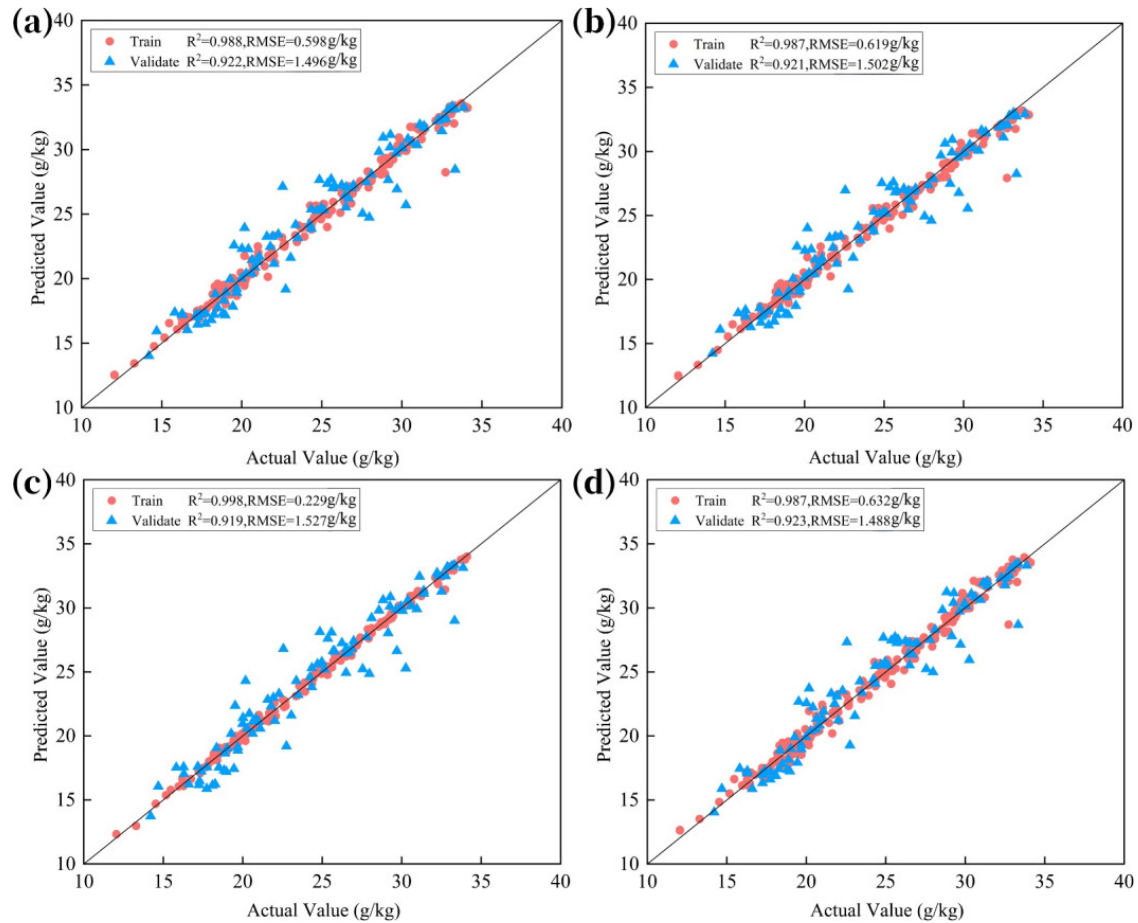 (a)
40
Train R²=0.988,RMSE=0.598g/kg
Validate R²=0.922,RMSE=1.496g/kg
35
30
25
20
15
10
Predicted Value (g/kg)
10 15 20 25 30 35 40
Actual Value (g/kg)
(b)
40
Train R²=0.987,RMSE=0.619g/kg
Validate R²=0.921,RMSE=1.502g/kg
35
30
25
20
15
10
Predicted Value (g/kg)
10 15 20 25 30 35 40
Actual Value (g/kg)
(c)
40
Train R²=0.998,RMSE=0.229g/kg
Validate R²=0.919,RMSE=1.527g/kg
35
30
25
20
15
10
Predicted Value (g/kg)
10 15 20 25 30 35 40
Actual Value (g/kg)
(d)
40
Train R²=0.987,RMSE=0.632g/kg
Validate R²=0.923,RMSE=1.488g/kg
35
30
25
20
15
10
Predicted Value (g/kg)
10 15 20 25 30 35 40
Actual Value (g/kg)